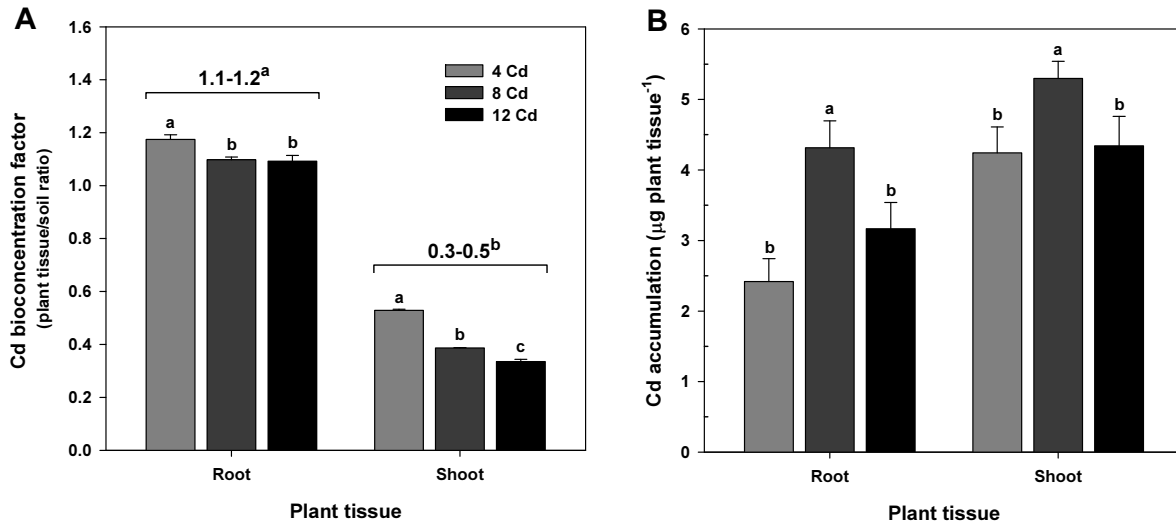 A
Cd bioconcentration factor
(plant tissue/soil ratio)
1.6
1.4
1.2
1.0
0.8
0.6
0.4
0.2
0.0
1.1-1.2ᵃ
a
b
b
4 Cd
8 Cd
12 Cd
0.3-0.5ᵇ
a
b
c
Root
Shoot
Plant tissue
B
Cd accumulation (µg plant tissue⁻¹)
6
5
4
3
2
1
0
b
a
b
b
a
b
Root
Shoot
Plant tissue